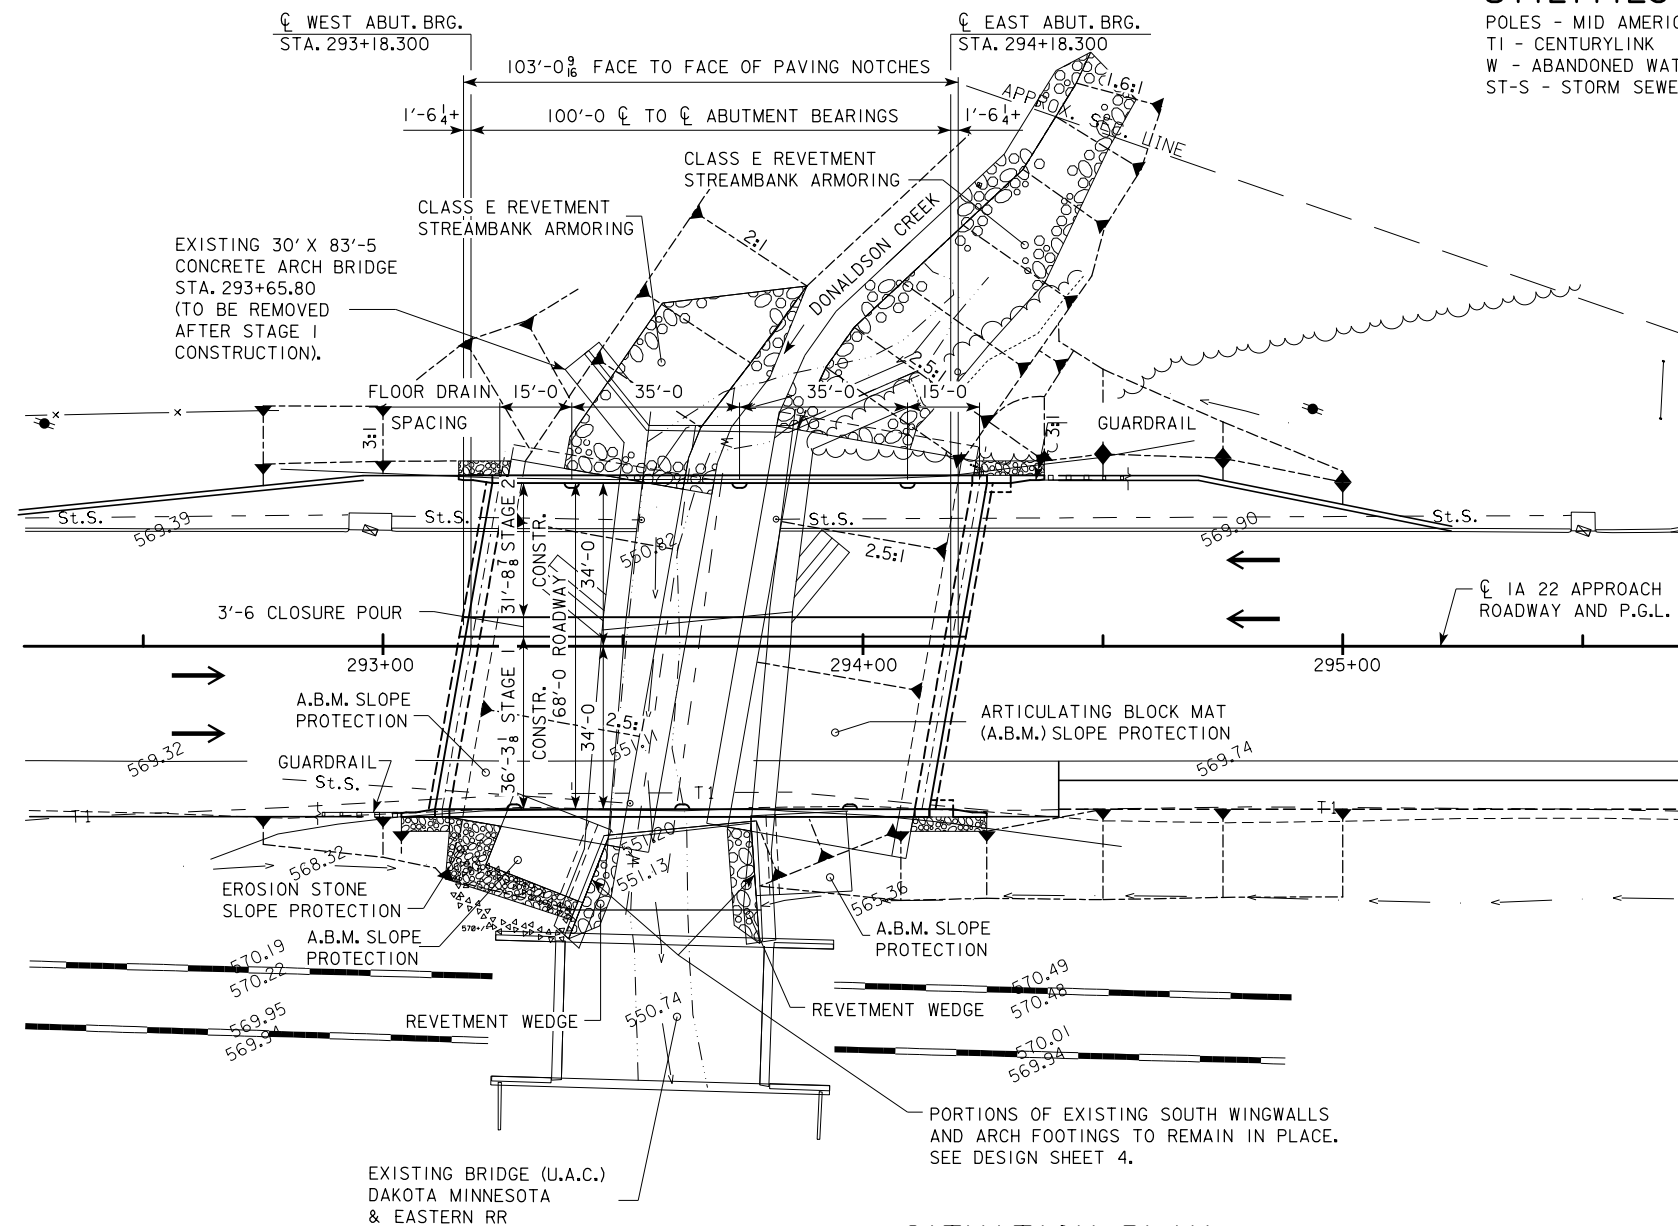 ℄ WEST ABUT. BRG.
STA. 293+18.300
℄ EAST ABUT. BRG.
STA. 294+18.300
POLES - MID
TI - CENTURYLINK
W - ABANDONED
ST-S - STORM
103'-0 9/16 FACE TO FACE OF PAVING NOTCHES
1'-6 1/4+
100'-0 ℄ TO ℄ ABUTMENT BEARINGS
1'-6 1/4+
1.6:1
APPROX. SEC. LINE
CLASS E REVETMENT
STREAMBANK ARMORING
CLASS E REVETMENT
STREAMBANK ARMORING
2:1
DONALDSON CREEK
EXISTING 30' X 83'-5
CONCRETE ARCH BRIDGE
STA. 293+65.80
(TO BE REMOVED
AFTER STAGE I
CONSTRUCTION).
2.5:1
FLOOR DRAIN
SPACING
15'-0
35'-0
35'-0
15'-0
3:1
3:1
GUARDRAIL
St.S.
St.S.
St.S.
St.S.
569.39
550.82
2.5:1
569.90
31'-8 7/8 STAGE 2
CONSTR.
34'-0
68'-0 ROADWAY
3'-6 CLOSURE POUR
℄ IA 22 APPROACH
ROADWAY AND P.G.L.
293+00
294+00
295+00
36'-3 1/8 STAGE 1
CONSTR.
34'-0
A.B.M. SLOPE
PROTECTION
2.5:
551.11
ARTICULATING BLOCK MAT
(A.B.M.) SLOPE PROTECTION
569.32
569.74
GUARDRAIL
St.S.
T1
T1
T1
568.32
551.20
551.13
565.36
EROSION STONE
SLOPE PROTECTION
570+/-
A.B.M. SLOPE
PROTECTION
A.B.M. SLOPE
PROTECTION
570.19
570.22
570.49
570.48
569.95
569.94
REVETMENT WEDGE
550.74
REVETMENT WEDGE
570.01
569.94
PORTIONS OF EXISTING SOUTH WINGWALLS
AND ARCH FOOTINGS TO REMAIN IN PLACE.
SEE DESIGN SHEET 4.
EXISTING BRIDGE (U.A.C.)
DAKOTA MINNESOTA
& EASTERN RR